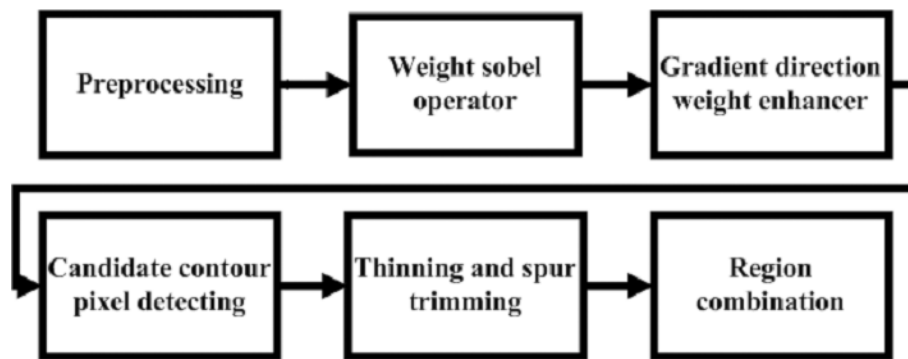 Preprocessing
Weight sobel
operator
Gradient direction
weight enhancer
Candidate contour
pixel detecting
Thinning and spur
trimming
Region
combination